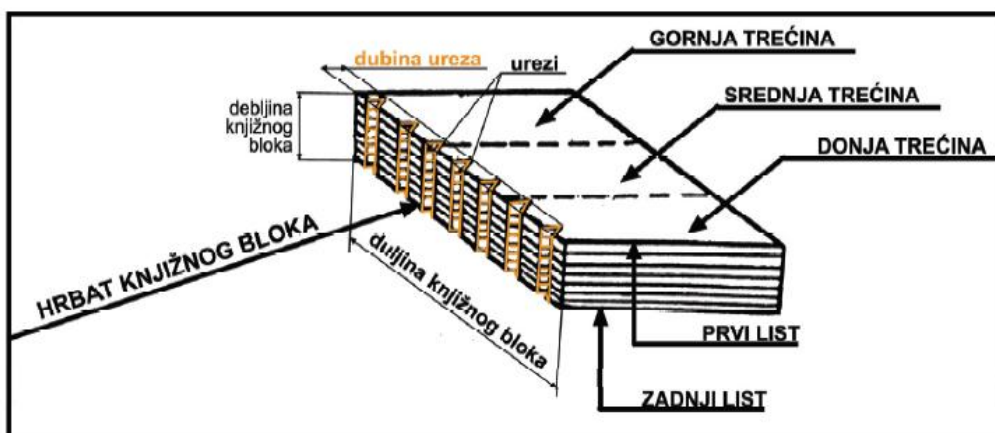 GORNJA TREĆINA
dubina ureza
urezi
SREDNJA TREĆINA
debljina
knjižnog
bloka
DONJA TREĆINA
HRBAT KNJIŽNOG BLOKA
duljina knjižnog bloka
PRVI LIST
ZADNJI LIST